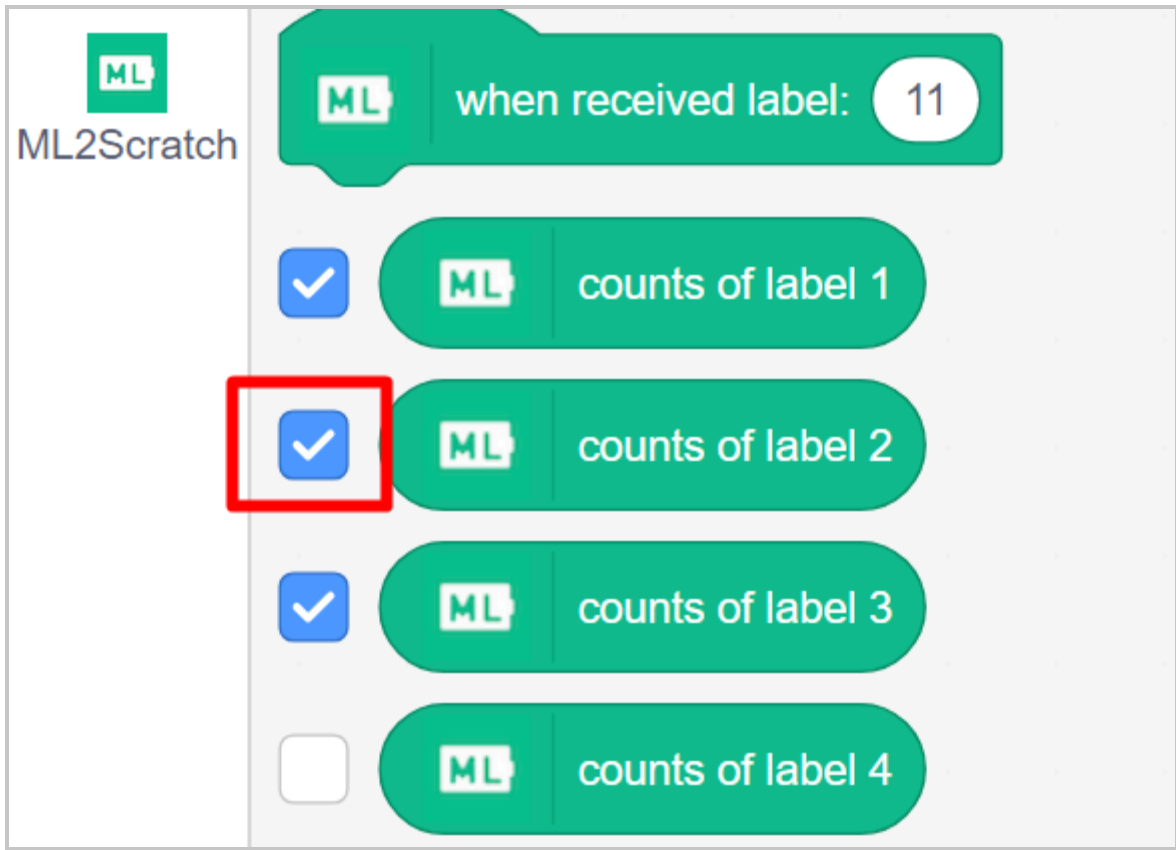 ML
ML2Scratch
ML when received label: 11
ML counts of label 1
ML counts of label 2
ML counts of label 3
ML counts of label 4